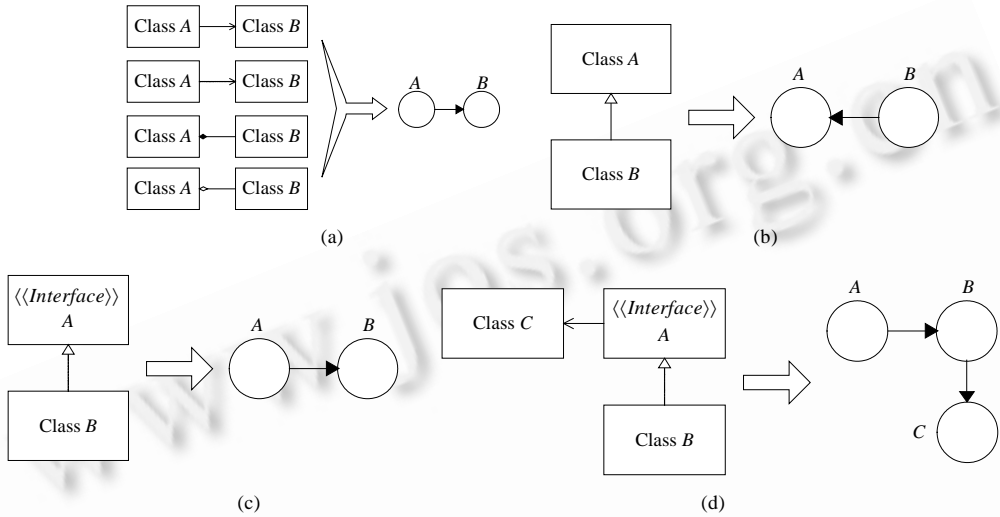 Class A
Class B
Class A
Class B
Class A
Class B
Class A
Class B
A
B
(a)
Class A
Class B
A
B
(b)
⟨⟨Interface⟩⟩
A
Class B
A
B
(c)
Class C
⟨⟨Interface⟩⟩
A
Class B
A
B
C
(d)
www.jos.org.cn